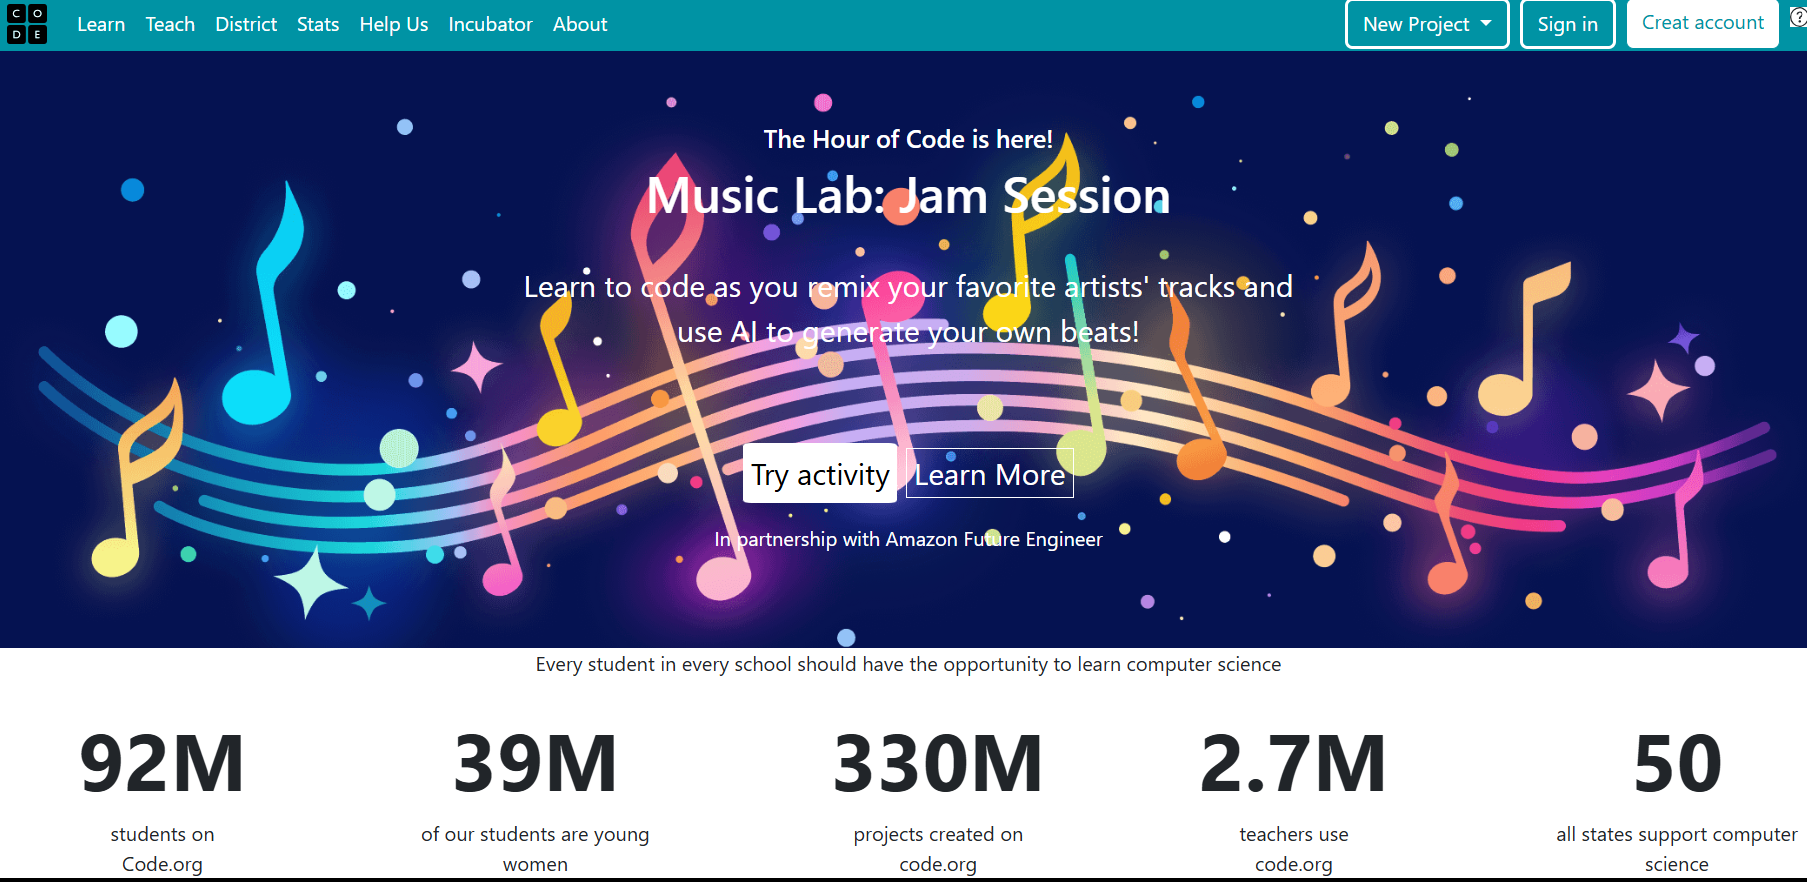 CO
DE
Learn Teach District Stats Help Us Incubator About New Project Sign in Creat account ?
The Hour of Code is here!
Music Lab: Jam Session
Learn to code as you remix your favorite artists' tracks and
use AI to generate your own beats!
Try activity Learn More
In partnership with Amazon Future Engineer
Every student in every school should have the opportunity to learn computer science
92M 39M 330M 2.7M 50
students on of our students are young projects created on teachers use all states support computer
Code.org women code.org code.org science